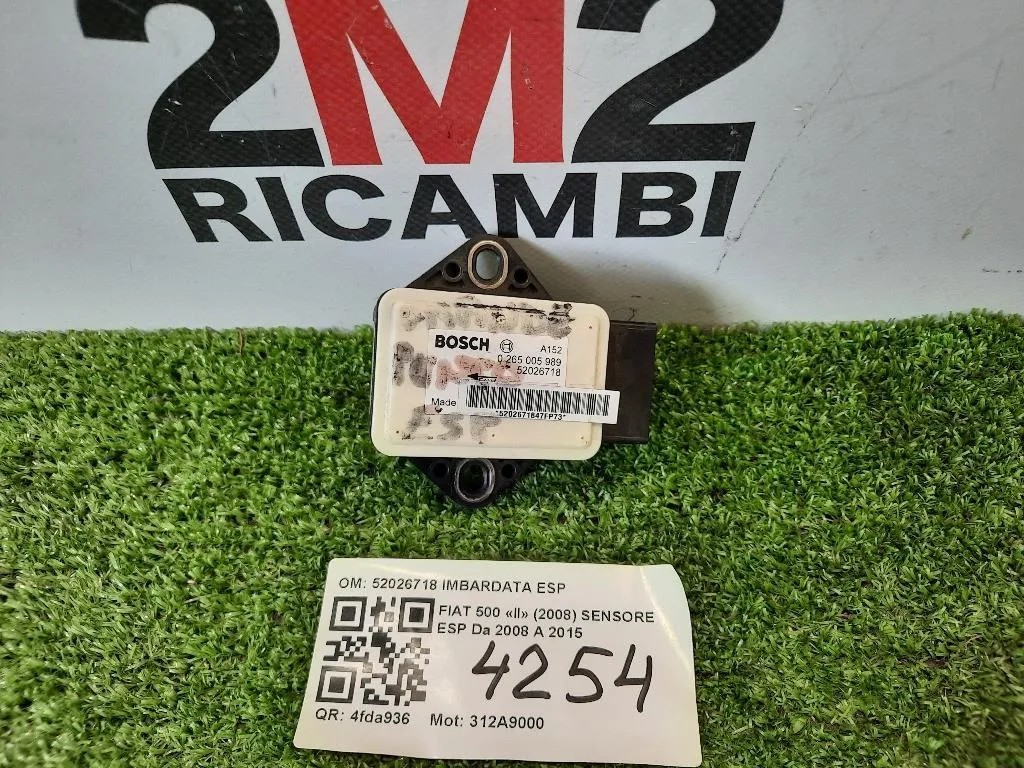 2M2
RICAMBI
BOSCH A152
0 265 005 989
52026718
Made
ESP
OM: 52026718 IMBARDATA ESP
FIAT 500 «II» (2008) SENSORE
ESP Da 2008 A 2015
4254
QR: 4fda936 Mot: 312A9000